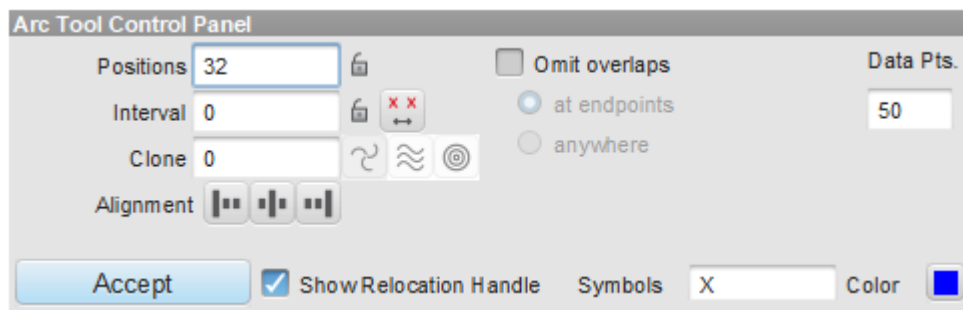 Arc Tool Control Panel
Positions 32 Omit overlaps Data Pts.
Interval 0 at endpoints 50
Clone 0 anywhere
Alignment
Accept Show Relocation Handle Symbols X Color